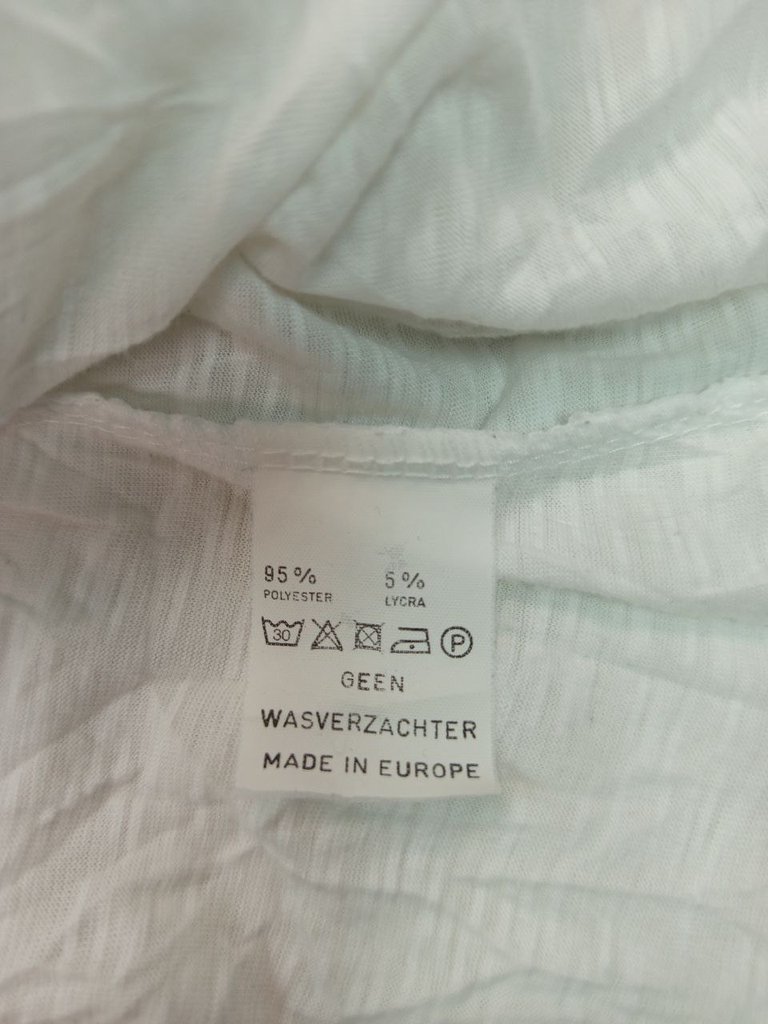 95% 5%
POLYESTER LYCRA
30 P
GEEN
WASVERZACHTER
MADE IN EUROPE